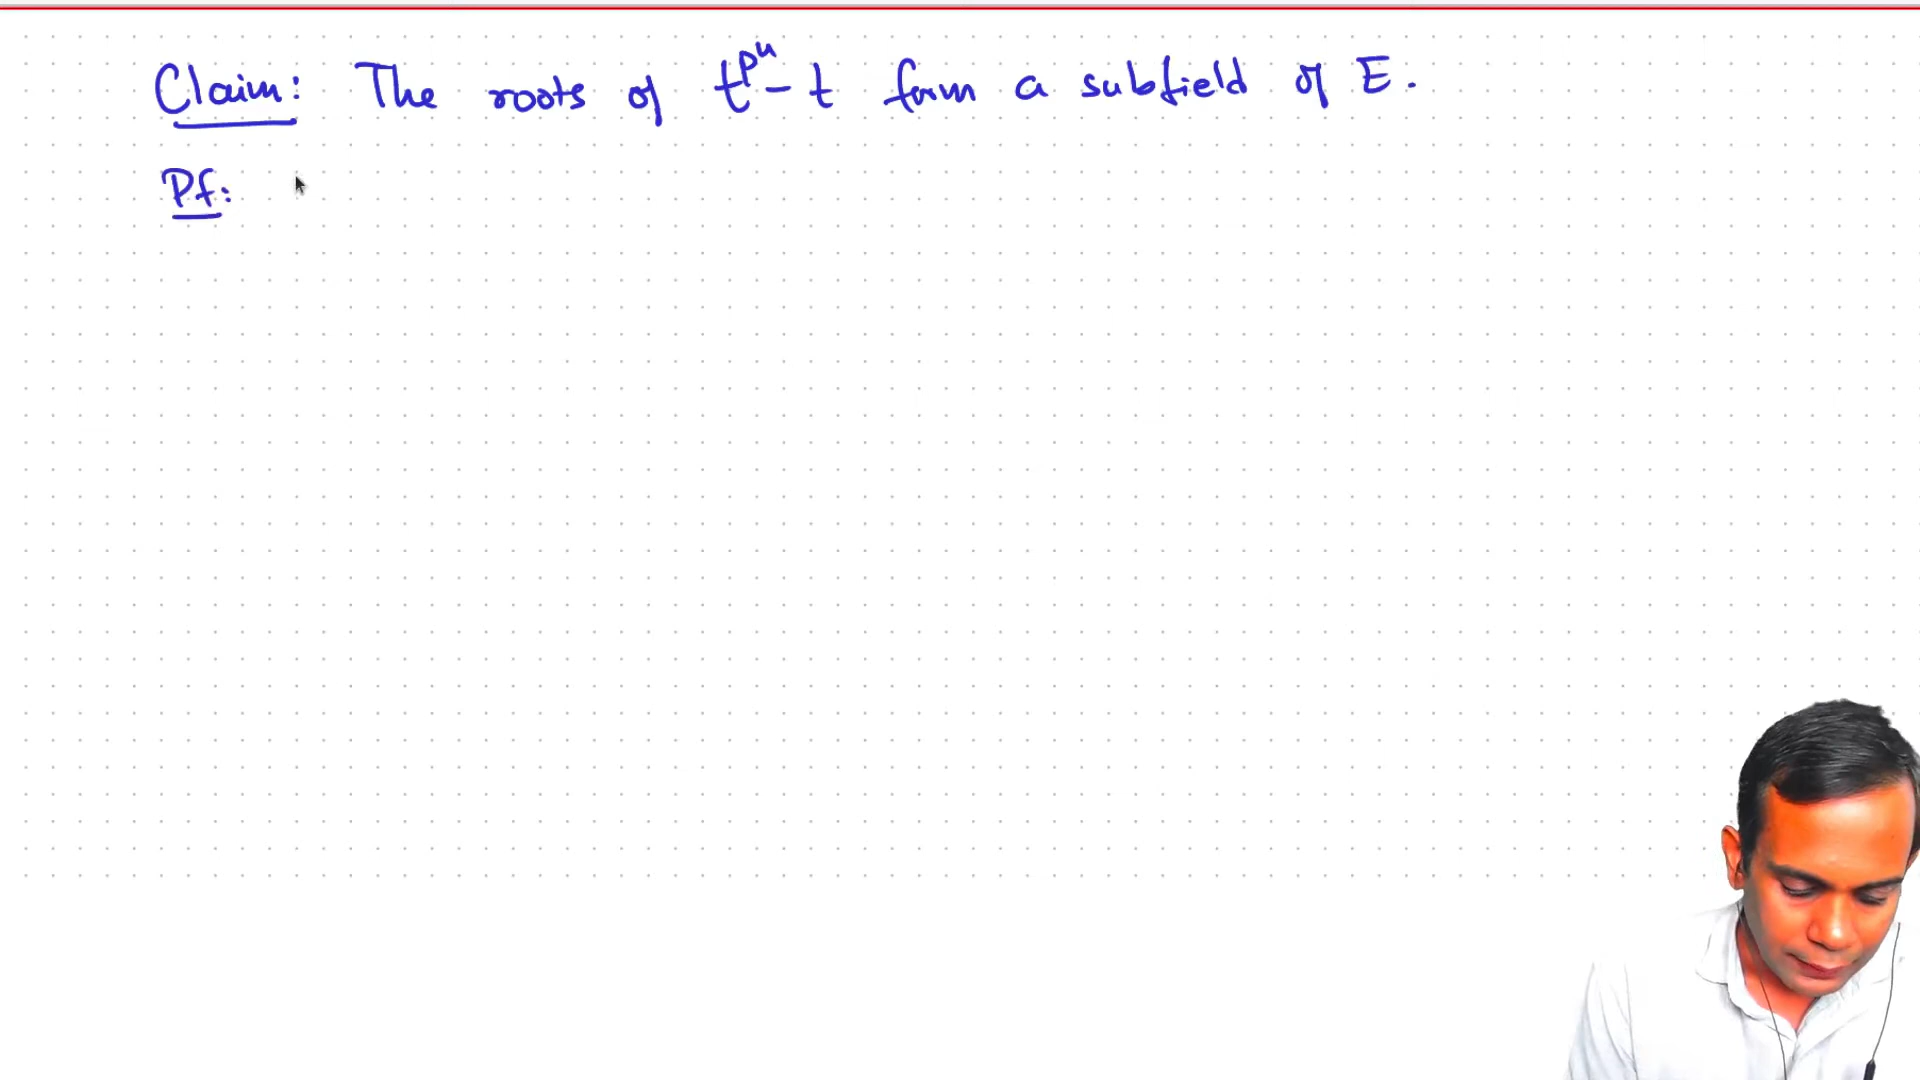 Claim: The roots of t^{p^n} - t form a subfield of E.
Pf: